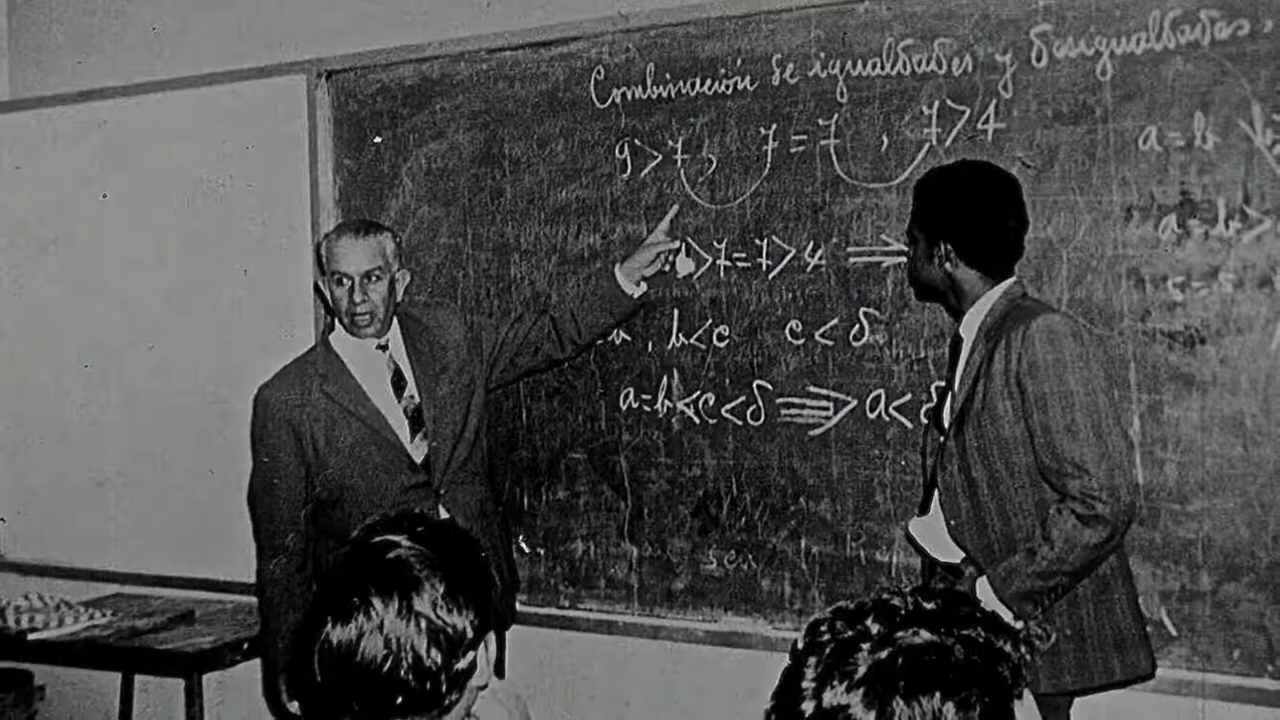 Combinación de igualdades y desigualdades.
9 > 7, 7 = 7, 7 > 4
> 7 = 7 > 4 ⇒
a, b < c c < d
a = b < c < d ⇒ a < d
a = b
a = b >